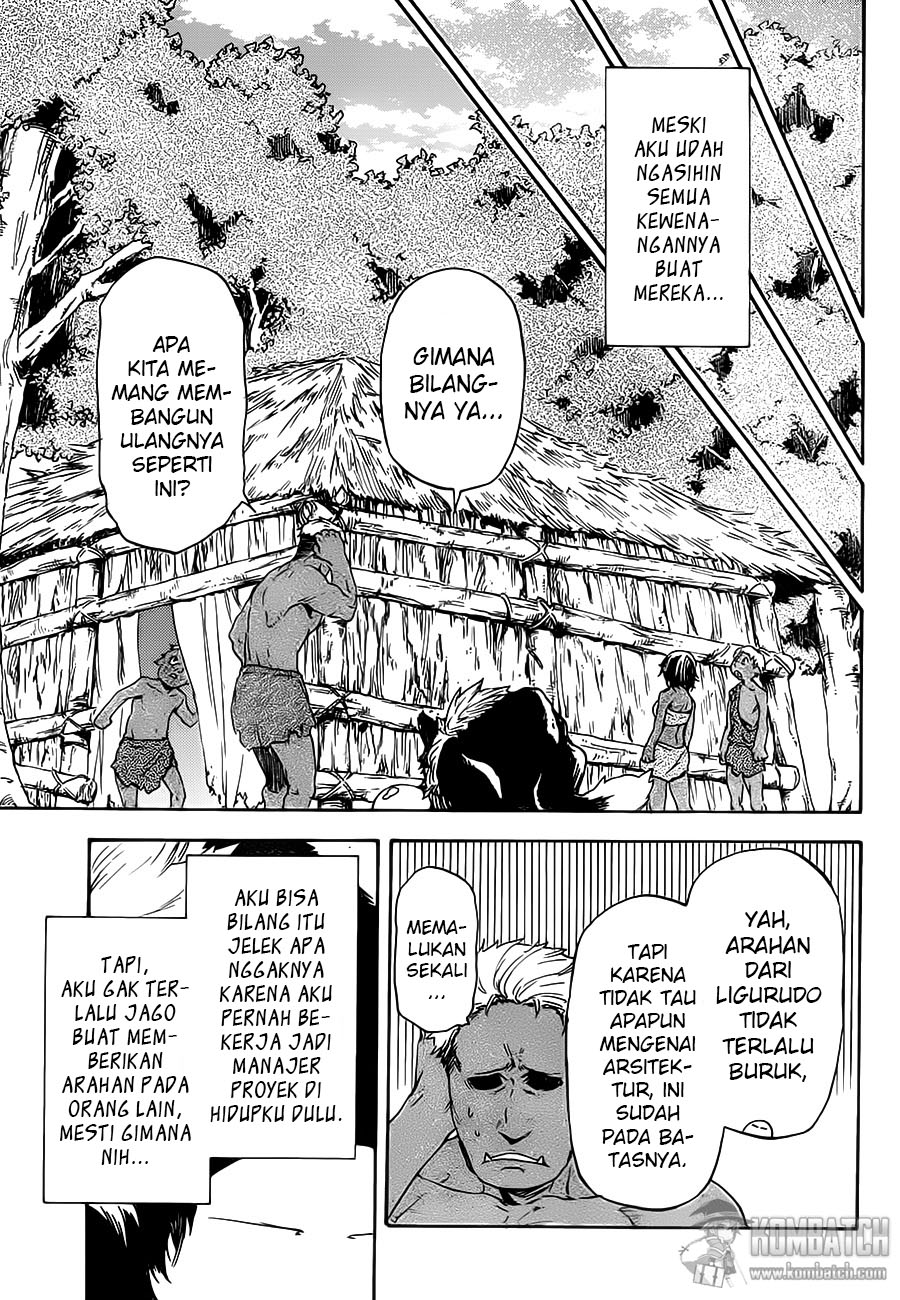 MESKI
AKU UDAH
NGASIHIN
SEMUA
KEWENA-
NGANNYA
BUAT
MEREKA...
GIMANA
BILANG-
NYA YA...
APA
KITA ME-
MANG MEM-
BANGUN
ULANGNYA
SEPERTI
INI?
YAH,
ARAHAN
DARI
LIGURUDO
TIDAK
TERLALU
BURUK,
TAPI
KARENA
TIDAK TAU
APAPUN
MENGENAI
ARSITEK-
TUR, INI
SUDAH
PADA BA-
TASNYA.
MEMA-
LUKAN
SEKALI
...
AKU BISA
BILANG ITU
JELEK APA
NGGAKNYA
KARENA AKU
PERNAH BE-
KERJA JADI
MANAJER
PROYEK DI
HIDUPKU DULU.
TAPI,
AKU GAK TER-
LALU JAGO
BUAT MEM-
BERIKAN
ARAHAN PADA
ORANG LAIN,
MESTI GIMANA
NIH...
KOMBATCH
www.kombatch.com